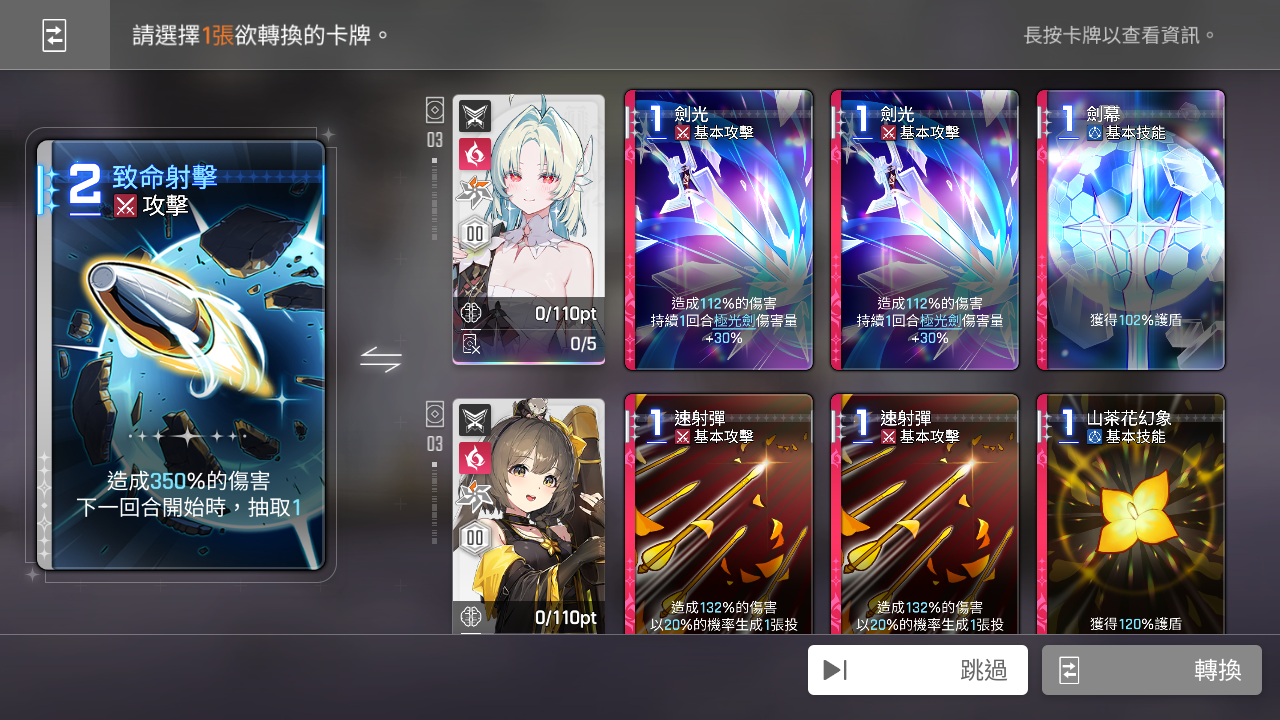 請選擇1張欲轉換的卡牌。
長按卡牌以查看資訊。
2 致命射擊
攻擊
造成350%的傷害
下一回合開始時，抽取1
03
00
0/110pt
0/5
1 劍光
基本攻擊
造成112%的傷害
持續1回合極光劍傷害量
+30%
1 劍光
基本攻擊
造成112%的傷害
持續1回合極光劍傷害量
+30%
1 劍幕
基本技能
獲得102%護盾
03
00
0/110pt
1 速射彈
基本攻擊
造成132%的傷害
以20%的機率生成1張投
1 速射彈
基本攻擊
造成132%的傷害
以20%的機率生成1張投
1 山茶花幻象
基本技能
獲得120%護盾
跳過
轉換